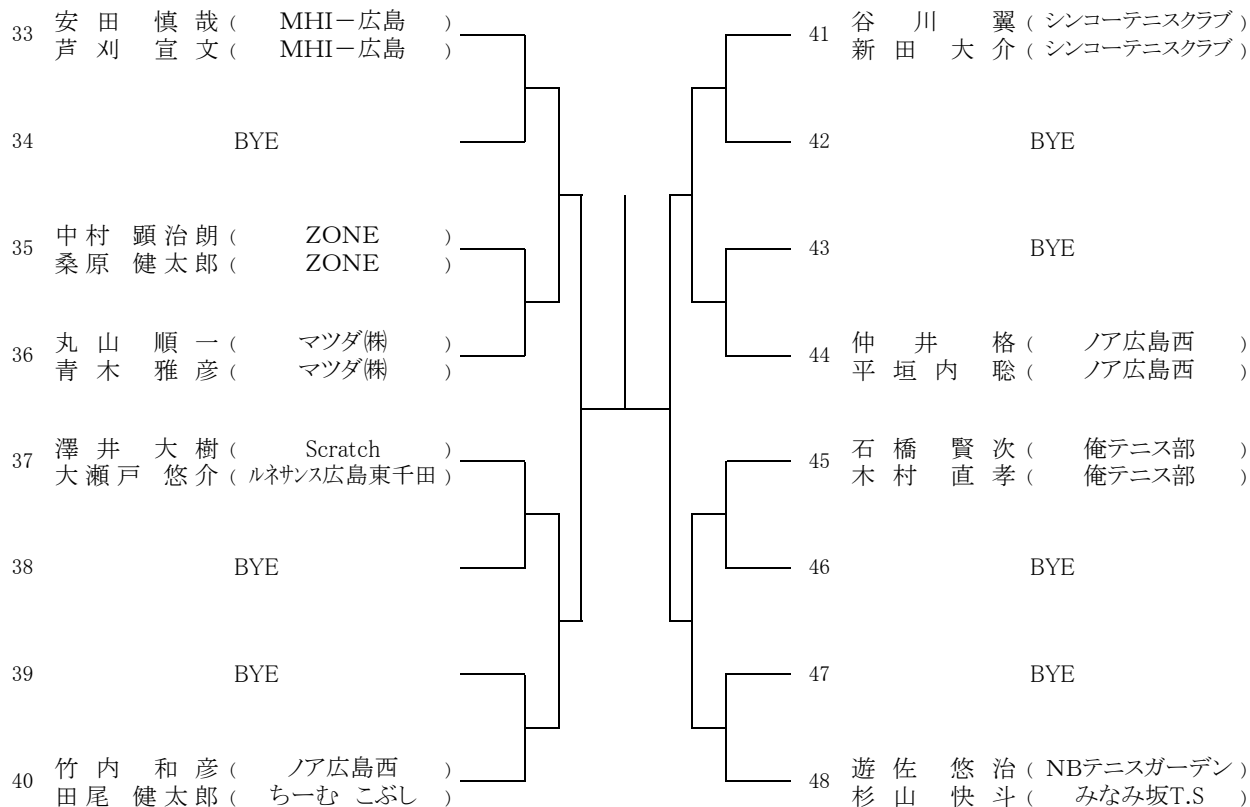 33 安田 慎哉 ( MHI－広島 )
芦刈 宣文 ( MHI－広島 )
34 BYE
35 中村 顕治朗 ( ZONE )
桑原 健太郎 ( ZONE )
36 丸山 順一 ( マツダ㈱ )
青木 雅彦 ( マツダ㈱ )
37 澤井 大樹 ( Scratch )
大瀬戸 悠介 ( ルネサンス広島東千田 )
38 BYE
39 BYE
40 竹内 和彦 ( ノア広島西 )
田尾 健太郎 ( ちーむ こぶし )
41 谷川 翼 ( シンコーテニスクラブ )
新田 大介 ( シンコーテニスクラブ )
42 BYE
43 BYE
44 仲井 格 ( ノア広島西 )
平垣内 聡 ( ノア広島西 )
45 石橋 賢次 ( 俺テニス部 )
木村 直孝 ( 俺テニス部 )
46 BYE
47 BYE
48 遊佐 悠治 ( NBテニスガーデン )
杉山 快斗 ( みなみ坂T.S )